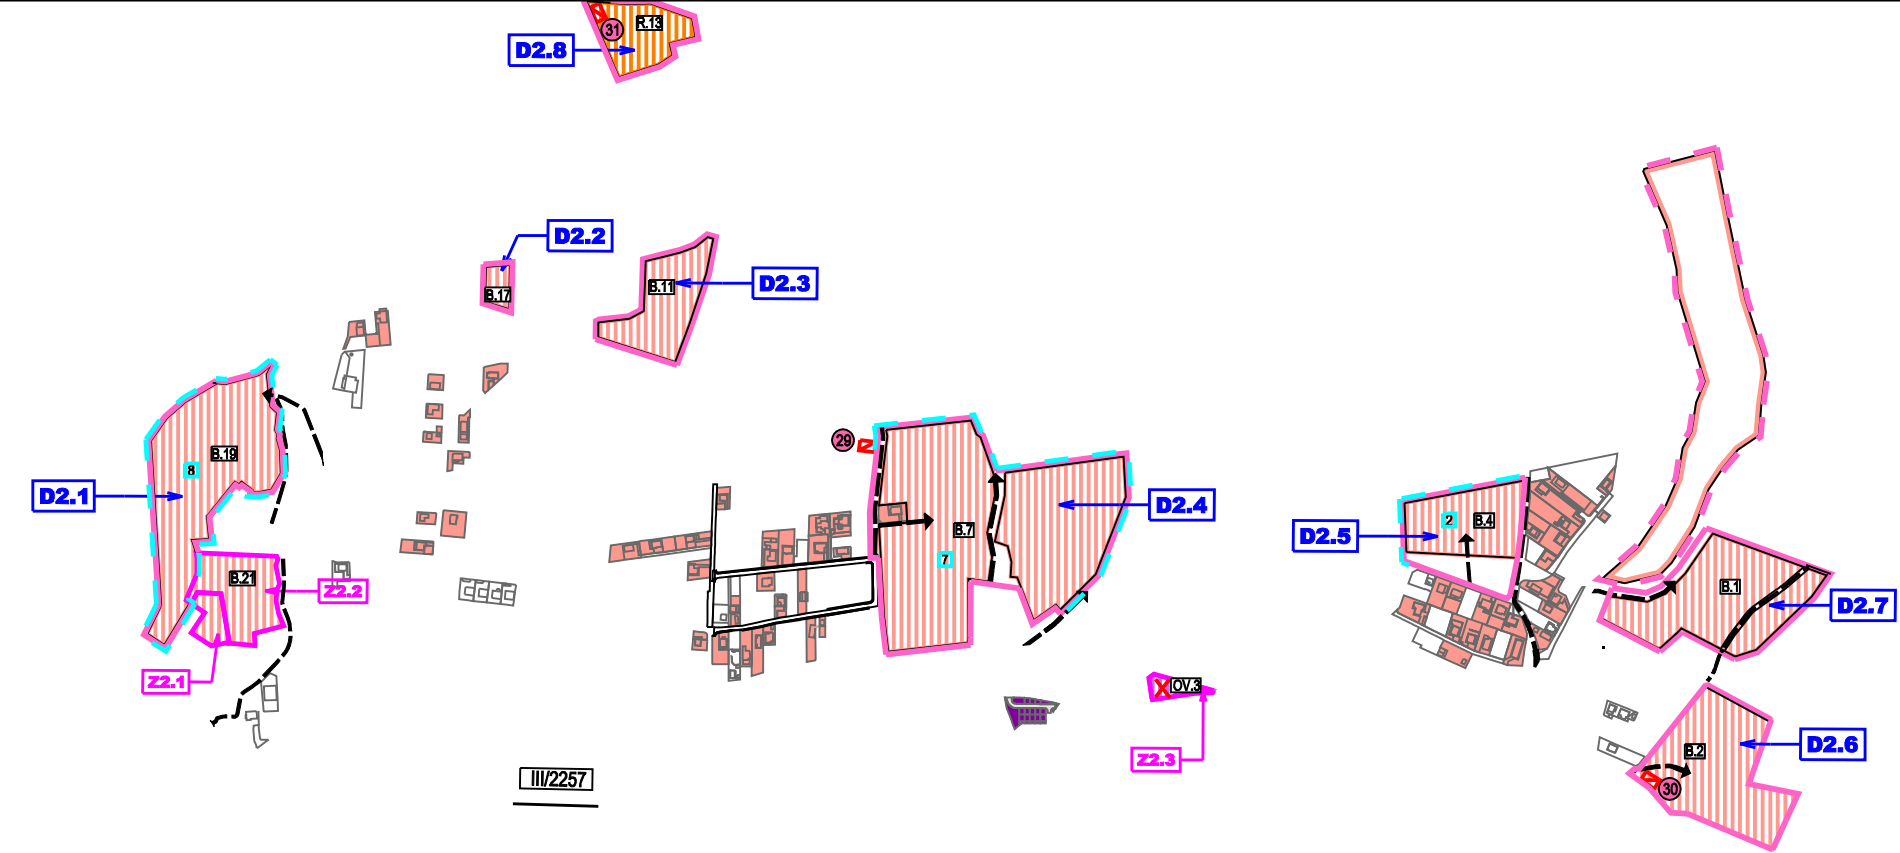 R.13
31
D2.8
D2.2
B.17
B.11
D2.3
B.19
8
D2.1
29
B.7
7
D2.4
2
B.4
D2.5
B.21
Z2.2
Z2.1
B.1
D2.7
OV.3
Z2.3
B.2
D2.6
30
III/2257